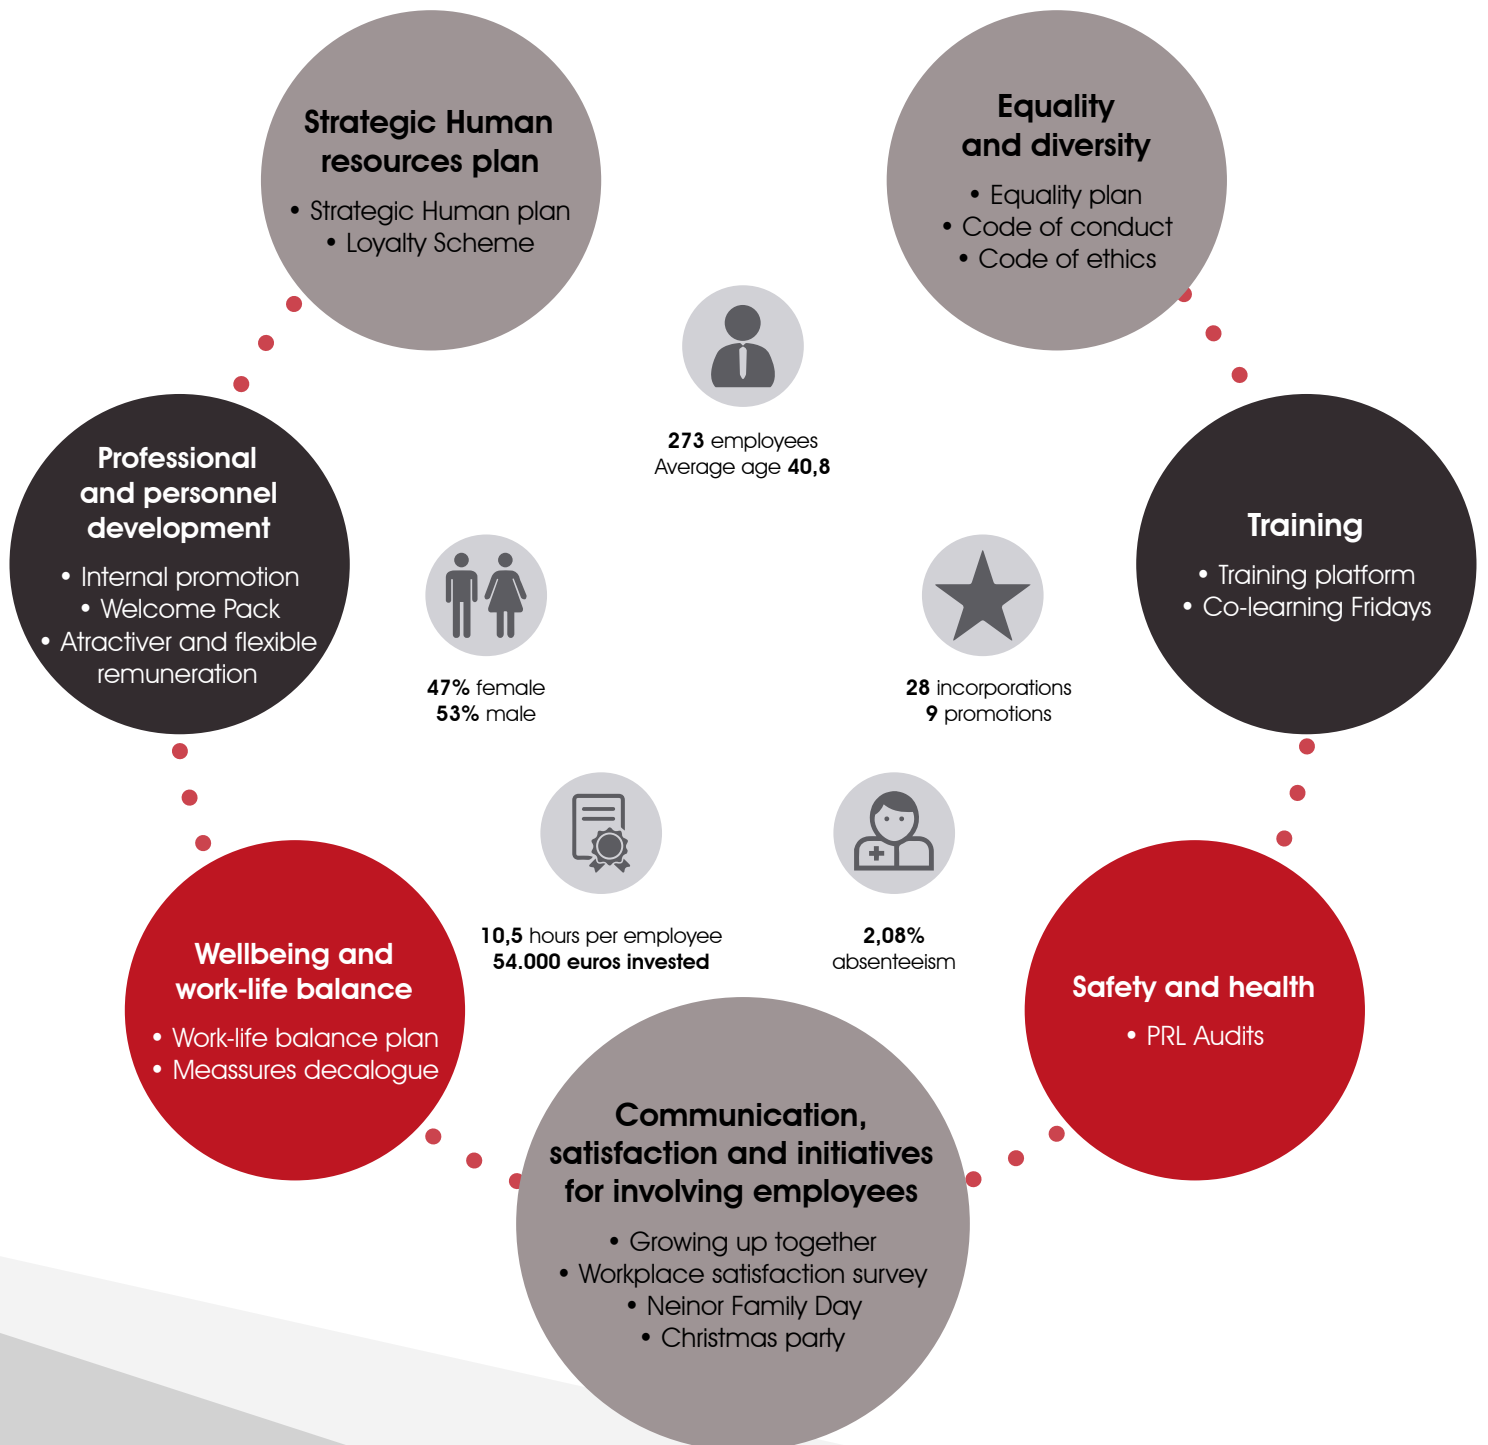 Strategic Human
resources plan
• Strategic Human plan
• Loyalty Scheme
Equality
and diversity
• Equality plan
• Code of conduct
• Code of ethics
273 employees
Average age 40,8
Professional
and personnel
development
• Internal promotion
• Welcome Pack
• Atractiver and flexible
remuneration
47% female
53% male
28 incorporations
9 promotions
Training
• Training platform
• Co-learning Fridays
Wellbeing and
work-life balance
• Work-life balance plan
• Meassures decalogue
10,5 hours per employee
54.000 euros invested
2,08%
absenteeism
Safety and health
• PRL Audits
Communication,
satisfaction and initiatives
for involving employees
• Growing up together
• Workplace satisfaction survey
• Neinor Family Day
• Christmas party